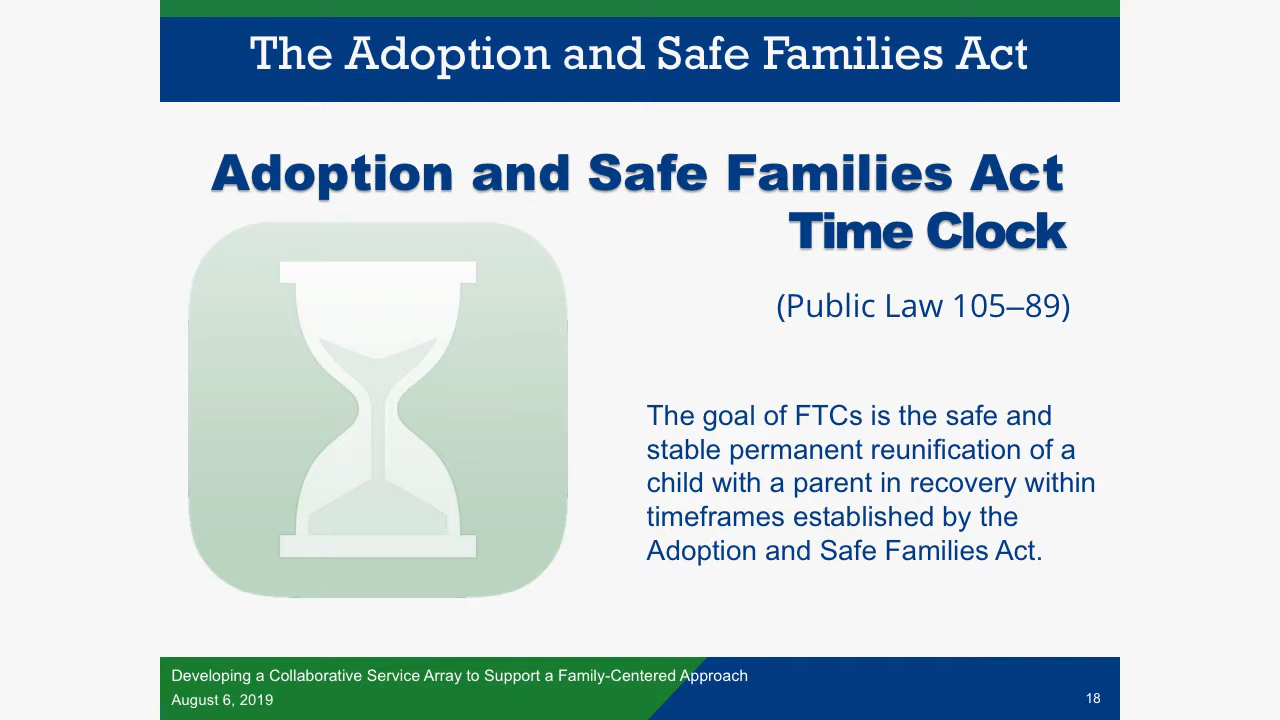 The Adoption and Safe Families Act
Adoption and Safe Families Act
Time Clock
(Public Law 105–89)
The goal of FTCs is the safe and
stable permanent reunification of a
child with a parent in recovery within
timeframes established by the
Adoption and Safe Families Act.
Developing a Collaborative Service Array to Support a Family-Centered Approach
August 6, 2019
18